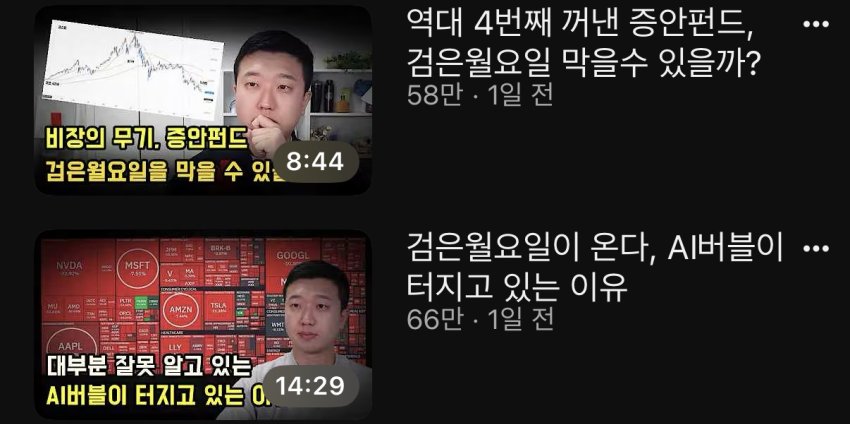 비장의 무기. 증안펀드
검은월요일을 막을 수 있을
8:44
역대 4번째 꺼낸 증안펀드,
검은월요일 막을수 있을까?
58만 · 1일 전
NVDA
MSFT
BRK-B
GOOGL
AMZN
TSLA
AAPL
LLY
대부분 잘못 알고 있는
AI버블이 터지고 있는 이
14:29
검은월요일이 온다, AI버블이
터지고 있는 이유
66만 · 1일 전